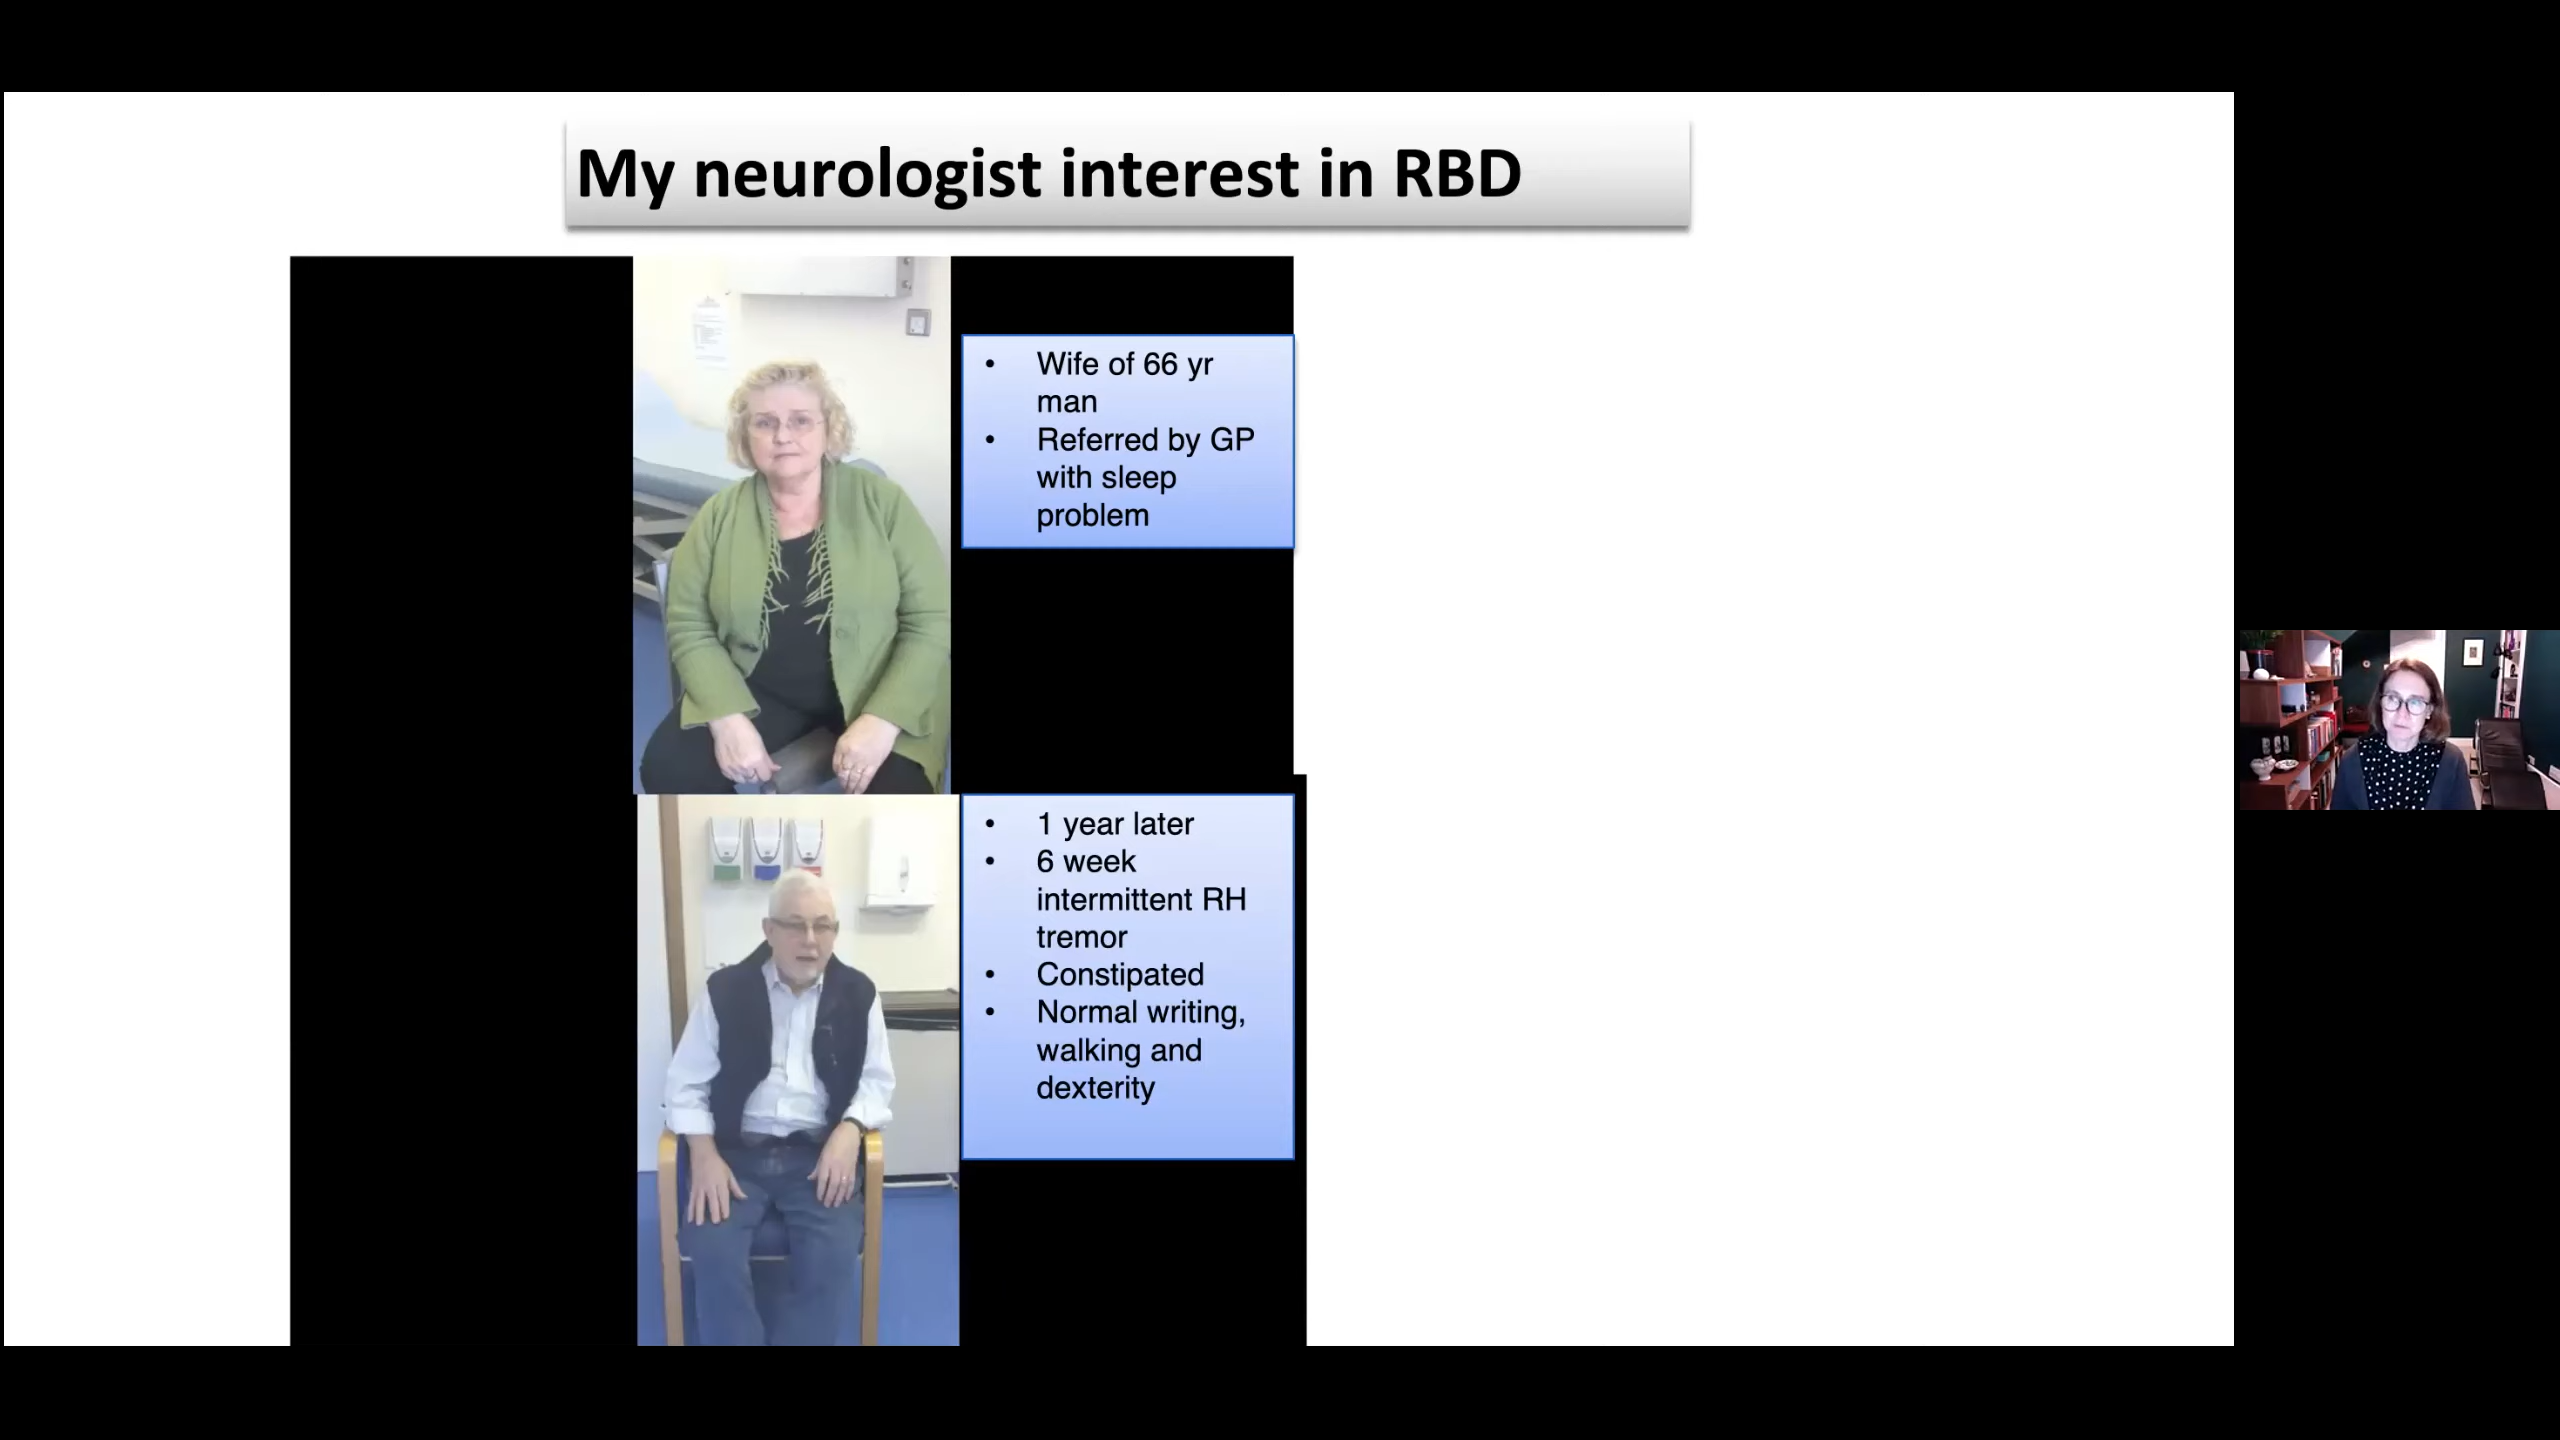 My neurologist interest in RBD
• Wife of 66 yr
man
• Referred by GP
with sleep
problem
• 1 year later
• 6 week
intermittent RH
tremor
• Constipated
• Normal writing,
walking and
dexterity